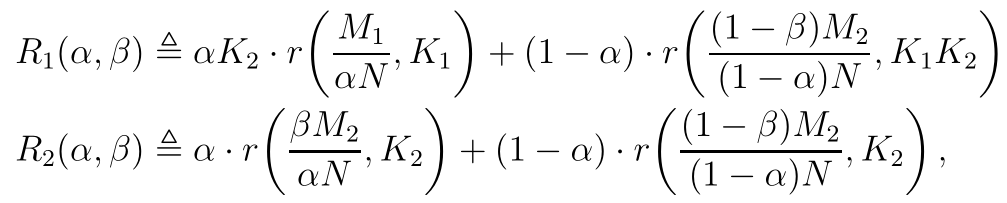 R_1(\alpha, \beta) \triangleq \alpha K_2 \cdot r\left(\frac{M_1}{\alpha N}, K_1\right) + (1 - \alpha) \cdot r\left(\frac{(1 - \beta)M_2}{(1 - \alpha)N}, K_1 K_2\right)
R_2(\alpha, \beta) \triangleq \alpha \cdot r\left(\frac{\beta M_2}{\alpha N}, K_2\right) + (1 - \alpha) \cdot r\left(\frac{(1 - \beta)M_2}{(1 - \alpha)N}, K_2\right),